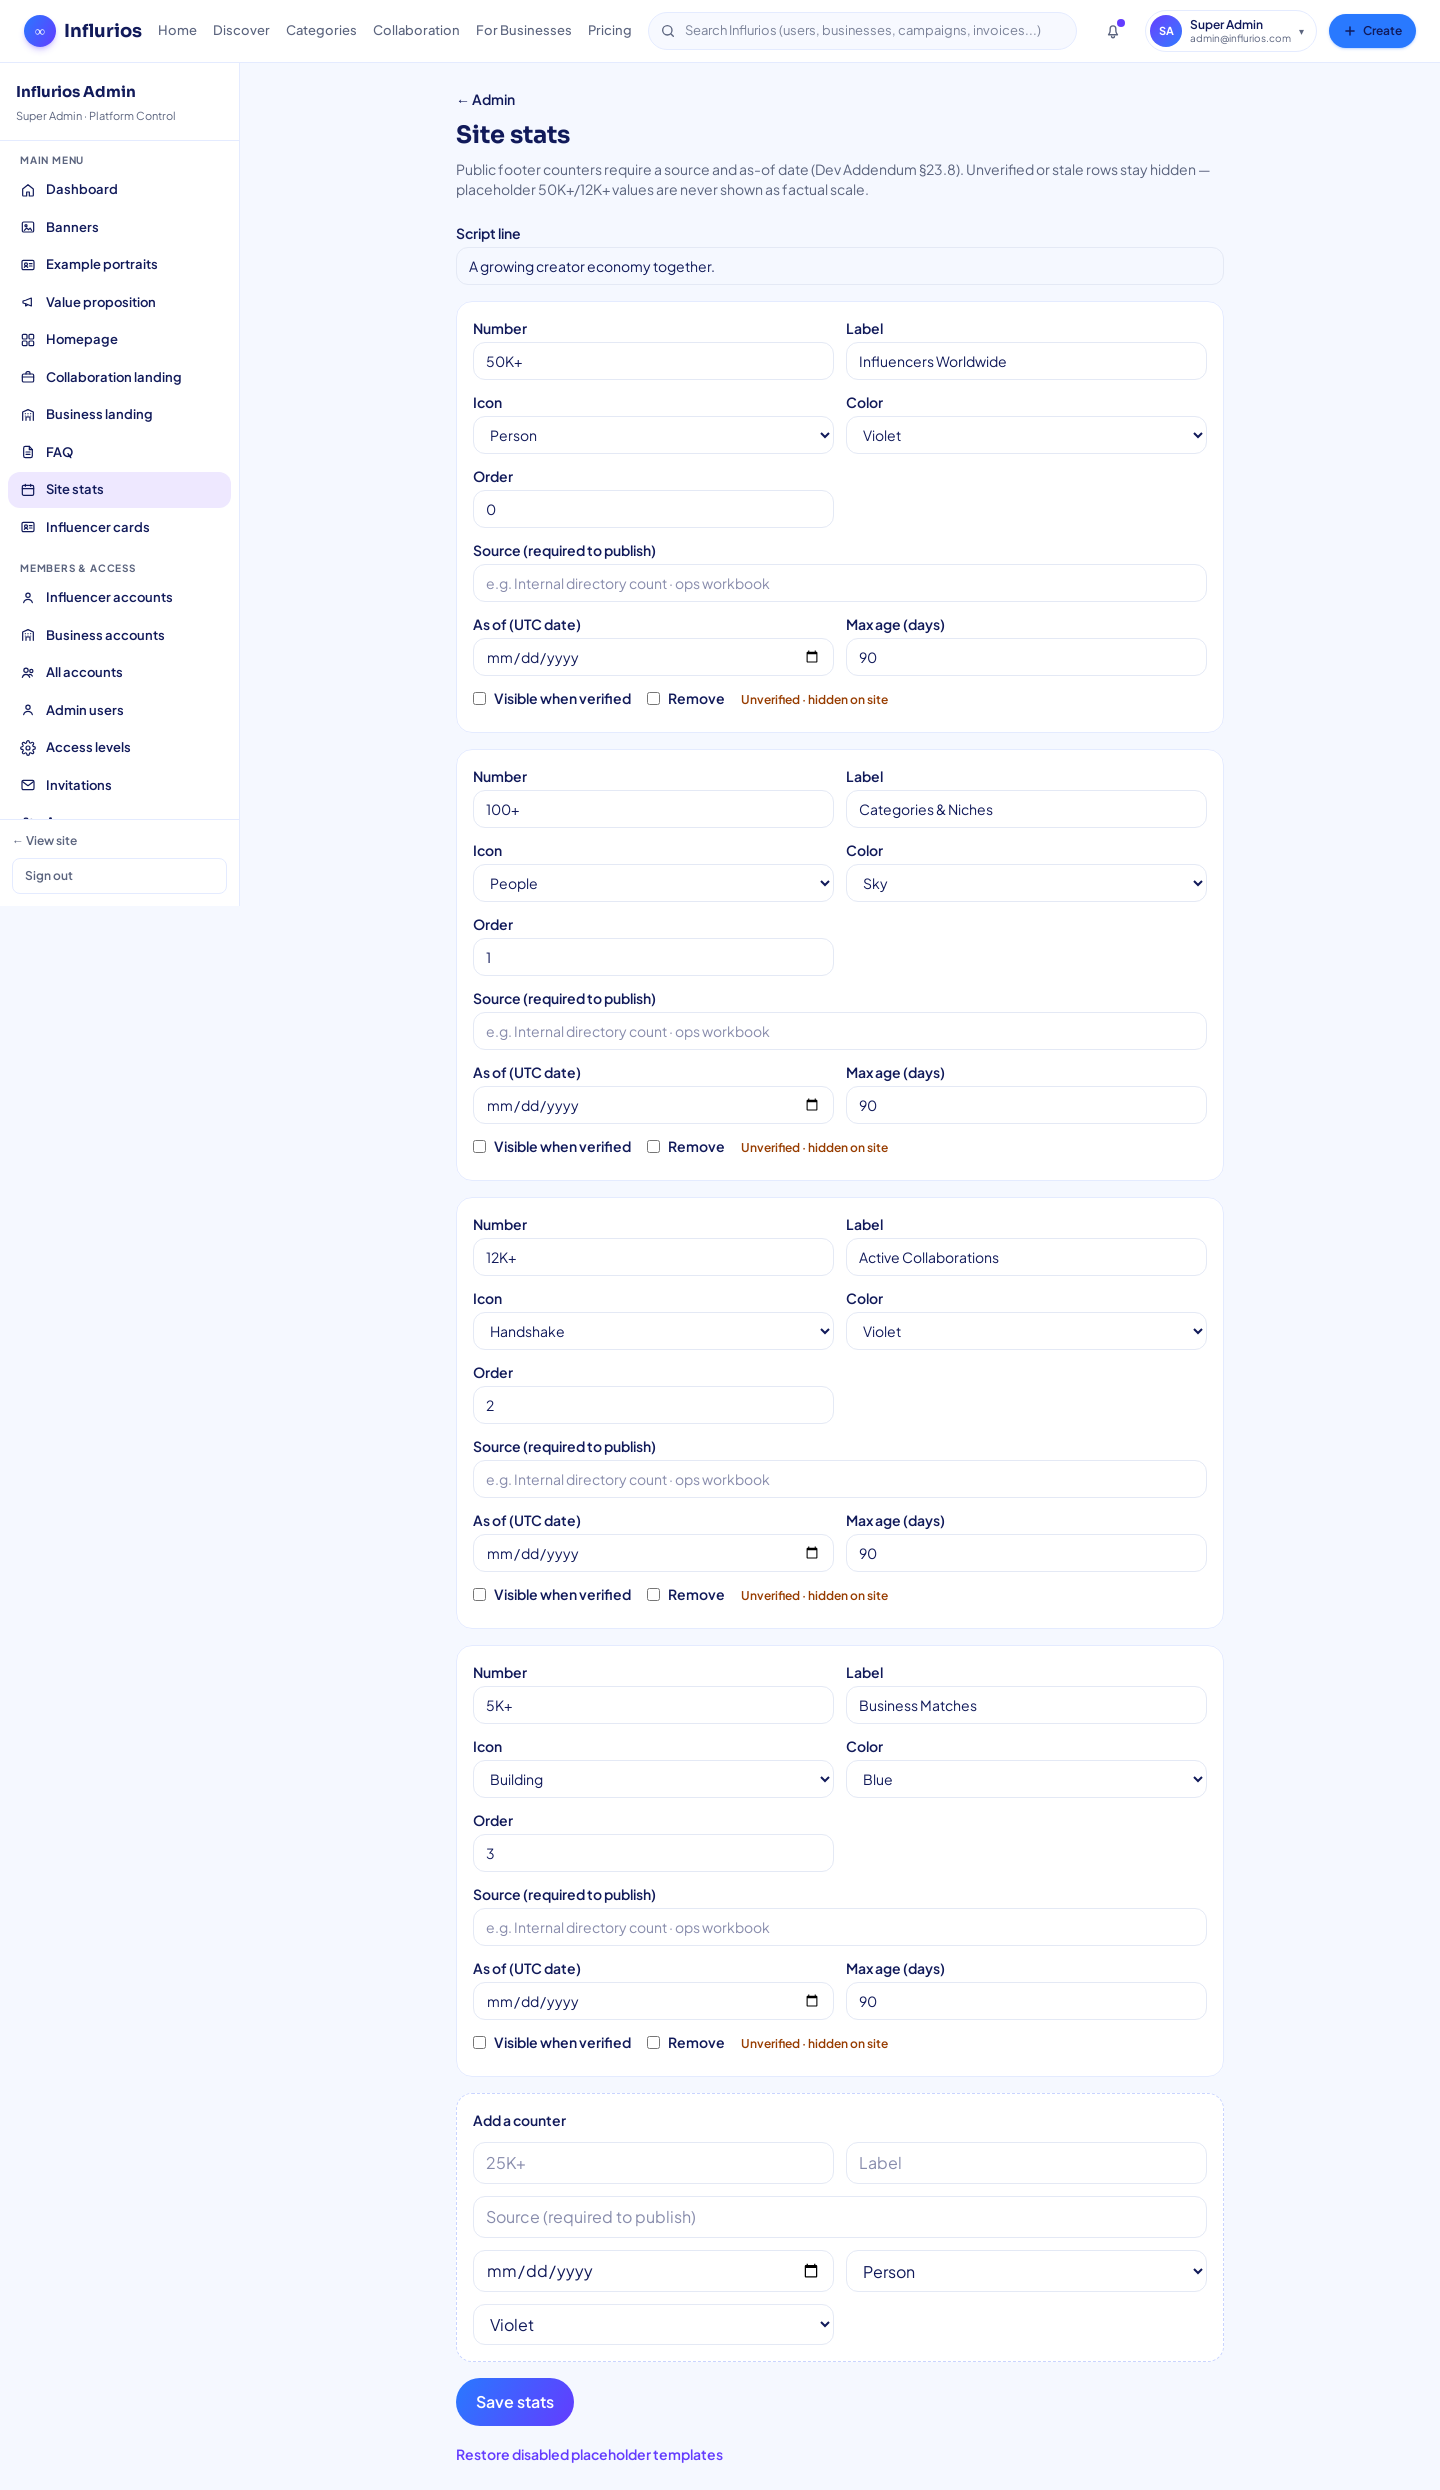 ∞ Influrios Home Discover Categories Collaboration For Businesses Pricing Search Influrios (users, businesses, campaigns, invoices...) SA Super Admin admin@influrios.com ▾ + Create
Influrios Admin
Super Admin · Platform Control
MAIN MENU
Dashboard
Banners
Example portraits
Value proposition
Homepage
Collaboration landing
Business landing
FAQ
Site stats
Influencer cards
MEMBERS & ACCESS
Influencer accounts
Business accounts
All accounts
Admin users
Access levels
Invitations
← View site
Sign out
← Admin
Site stats
Public footer counters require a source and as-of date (Dev Addendum §23.8). Unverified or stale rows stay hidden —
placeholder 50K+/12K+ values are never shown as factual scale.
Script line
A growing creator economy together.
Number Label
50K+ Influencers Worldwide
Icon Color
Person Violet
Order
0
Source (required to publish)
e.g. Internal directory count · ops workbook
As of (UTC date) Max age (days)
mm/dd/yyyy 90
Visible when verified Remove Unverified · hidden on site
Number Label
100+ Categories & Niches
Icon Color
People Sky
Order
1
Source (required to publish)
e.g. Internal directory count · ops workbook
As of (UTC date) Max age (days)
mm/dd/yyyy 90
Visible when verified Remove Unverified · hidden on site
Number Label
12K+ Active Collaborations
Icon Color
Handshake Violet
Order
2
Source (required to publish)
e.g. Internal directory count · ops workbook
As of (UTC date) Max age (days)
mm/dd/yyyy 90
Visible when verified Remove Unverified · hidden on site
Number Label
5K+ Business Matches
Icon Color
Building Blue
Order
3
Source (required to publish)
e.g. Internal directory count · ops workbook
As of (UTC date) Max age (days)
mm/dd/yyyy 90
Visible when verified Remove Unverified · hidden on site
Add a counter
25K+ Label
Source (required to publish)
mm/dd/yyyy Person
Violet
Save stats
Restore disabled placeholder templates